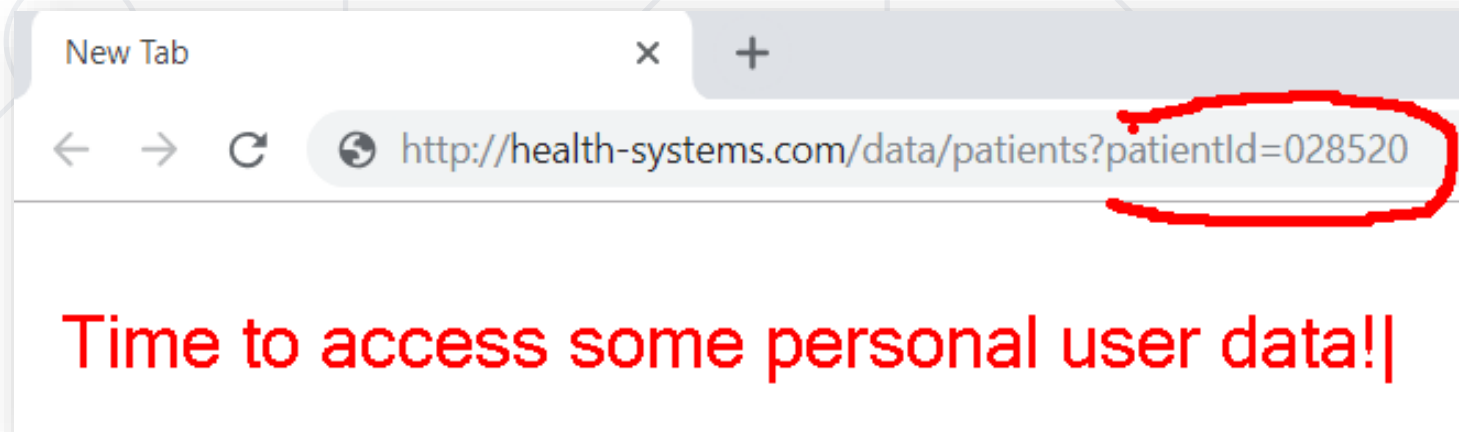 New Tab
http://health-systems.com/data/patients?patientId=028520
Time to access some personal user data!